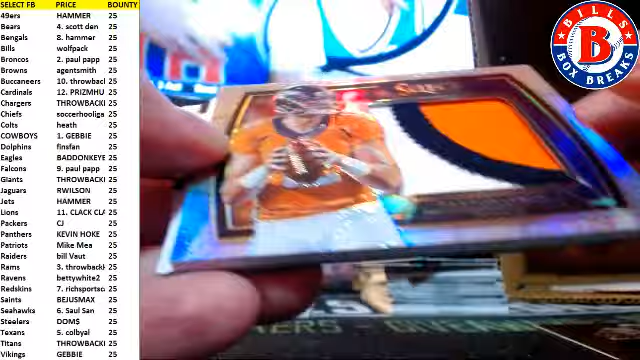 SELECT FB PRICE BOUNTY
49ers HAMMER 25
Bears 4. scott den 25
Bengals 8. hammer 25
Bills wolfpack 25
Broncos 2. paul papp 25
Browns agentsmith 25
Buccaneers 10. throwbac 25
Cardinals 12. PRIZMHU 25
Chargers THROWBACKI 25
Chiefs soccerhooliga 25
Colts heath 25
COWBOYS 1. GEBBIE 25
Dolphins finsfan 25
Eagles BADDONKEYE 25
Falcons 9. paul papp 25
Giants THROWBACKI 25
Jaguars RWILSON 25
Jets HAMMER 25
Lions 11. CLACK CLA 25
Packers CJ 25
Panthers KEVIN HOKE 25
Patriots Mike Mea 25
Raiders bill Vaut 25
Rams 3. throwback 25
Ravens bettywhite2 25
Redskins 7. richsportsc 25
Saints BEJUSMAX 25
Seahawks 6. Saul San 25
Steelers DOM$ 25
Texans 5. colbyal 25
Titans THROWBACKI 25
Vikings GEBBIE 25
BILLS
B
BOX BREAKS
Select